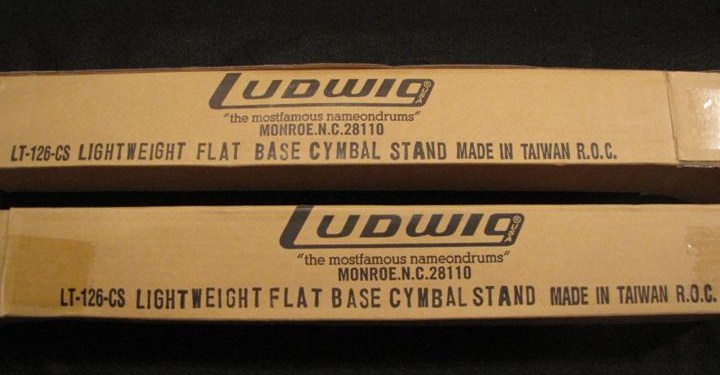 LUDWIG ® USA
"the mostfamous nameondrums"
MONROE.N.C.28110
LT-126-CS LIGHTWEIGHT FLAT BASE CYMBAL STAND MADE IN TAIWAN R.O.C.
LUDWIG ® USA
"the mostfamous nameondrums"
MONROE.N.C.28110
LT-126-CS LIGHTWEIGHT FLAT BASE CYMBAL STAND MADE IN TAIWAN R.O.C.